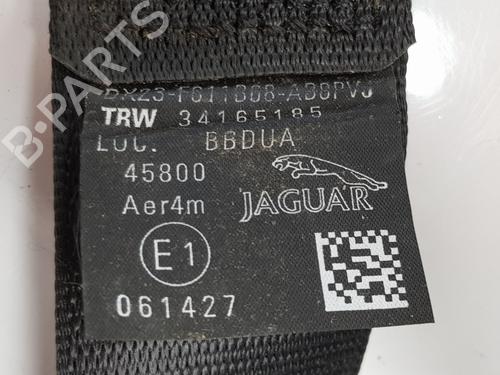 TRW 34165185
LOC. BBDUA
45800
Aer4m
JAGUAR
E1
061427
B-PARTS